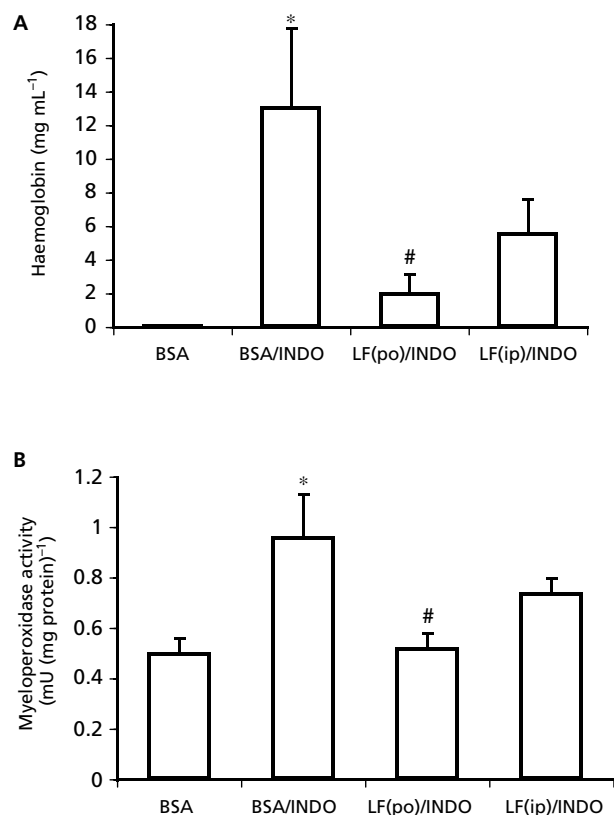 A
Haemoglobin (mg mL⁻¹)
18
16
14
12
10
8
6
4
2
0
*
#
BSA
BSA/INDO
LF(po)/INDO
LF(ip)/INDO
B
Myeloperoxidase activity
(mU (mg protein)⁻¹)
1.2
1
0.8
0.6
0.4
0.2
0
*
#
BSA
BSA/INDO
LF(po)/INDO
LF(ip)/INDO